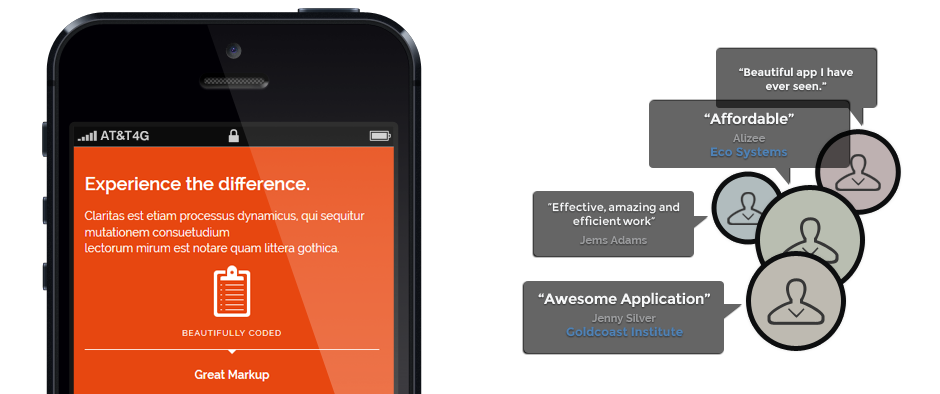 AT&T4G
Experience the difference.
Claritas est etiam processus dynamicus, qui sequitur
mutationem consuetudium
lectorum mirum est notare quam littera gothica.
BEAUTIFULLY CODED
Great Markup
“Beautiful app I have
ever seen.”
“Affordable”
Alizee
Eco Systems
“Effective, amazing and
efficient work”
Jems Adams
“Awesome Application”
Jenny Silver
Goldcoast Institute